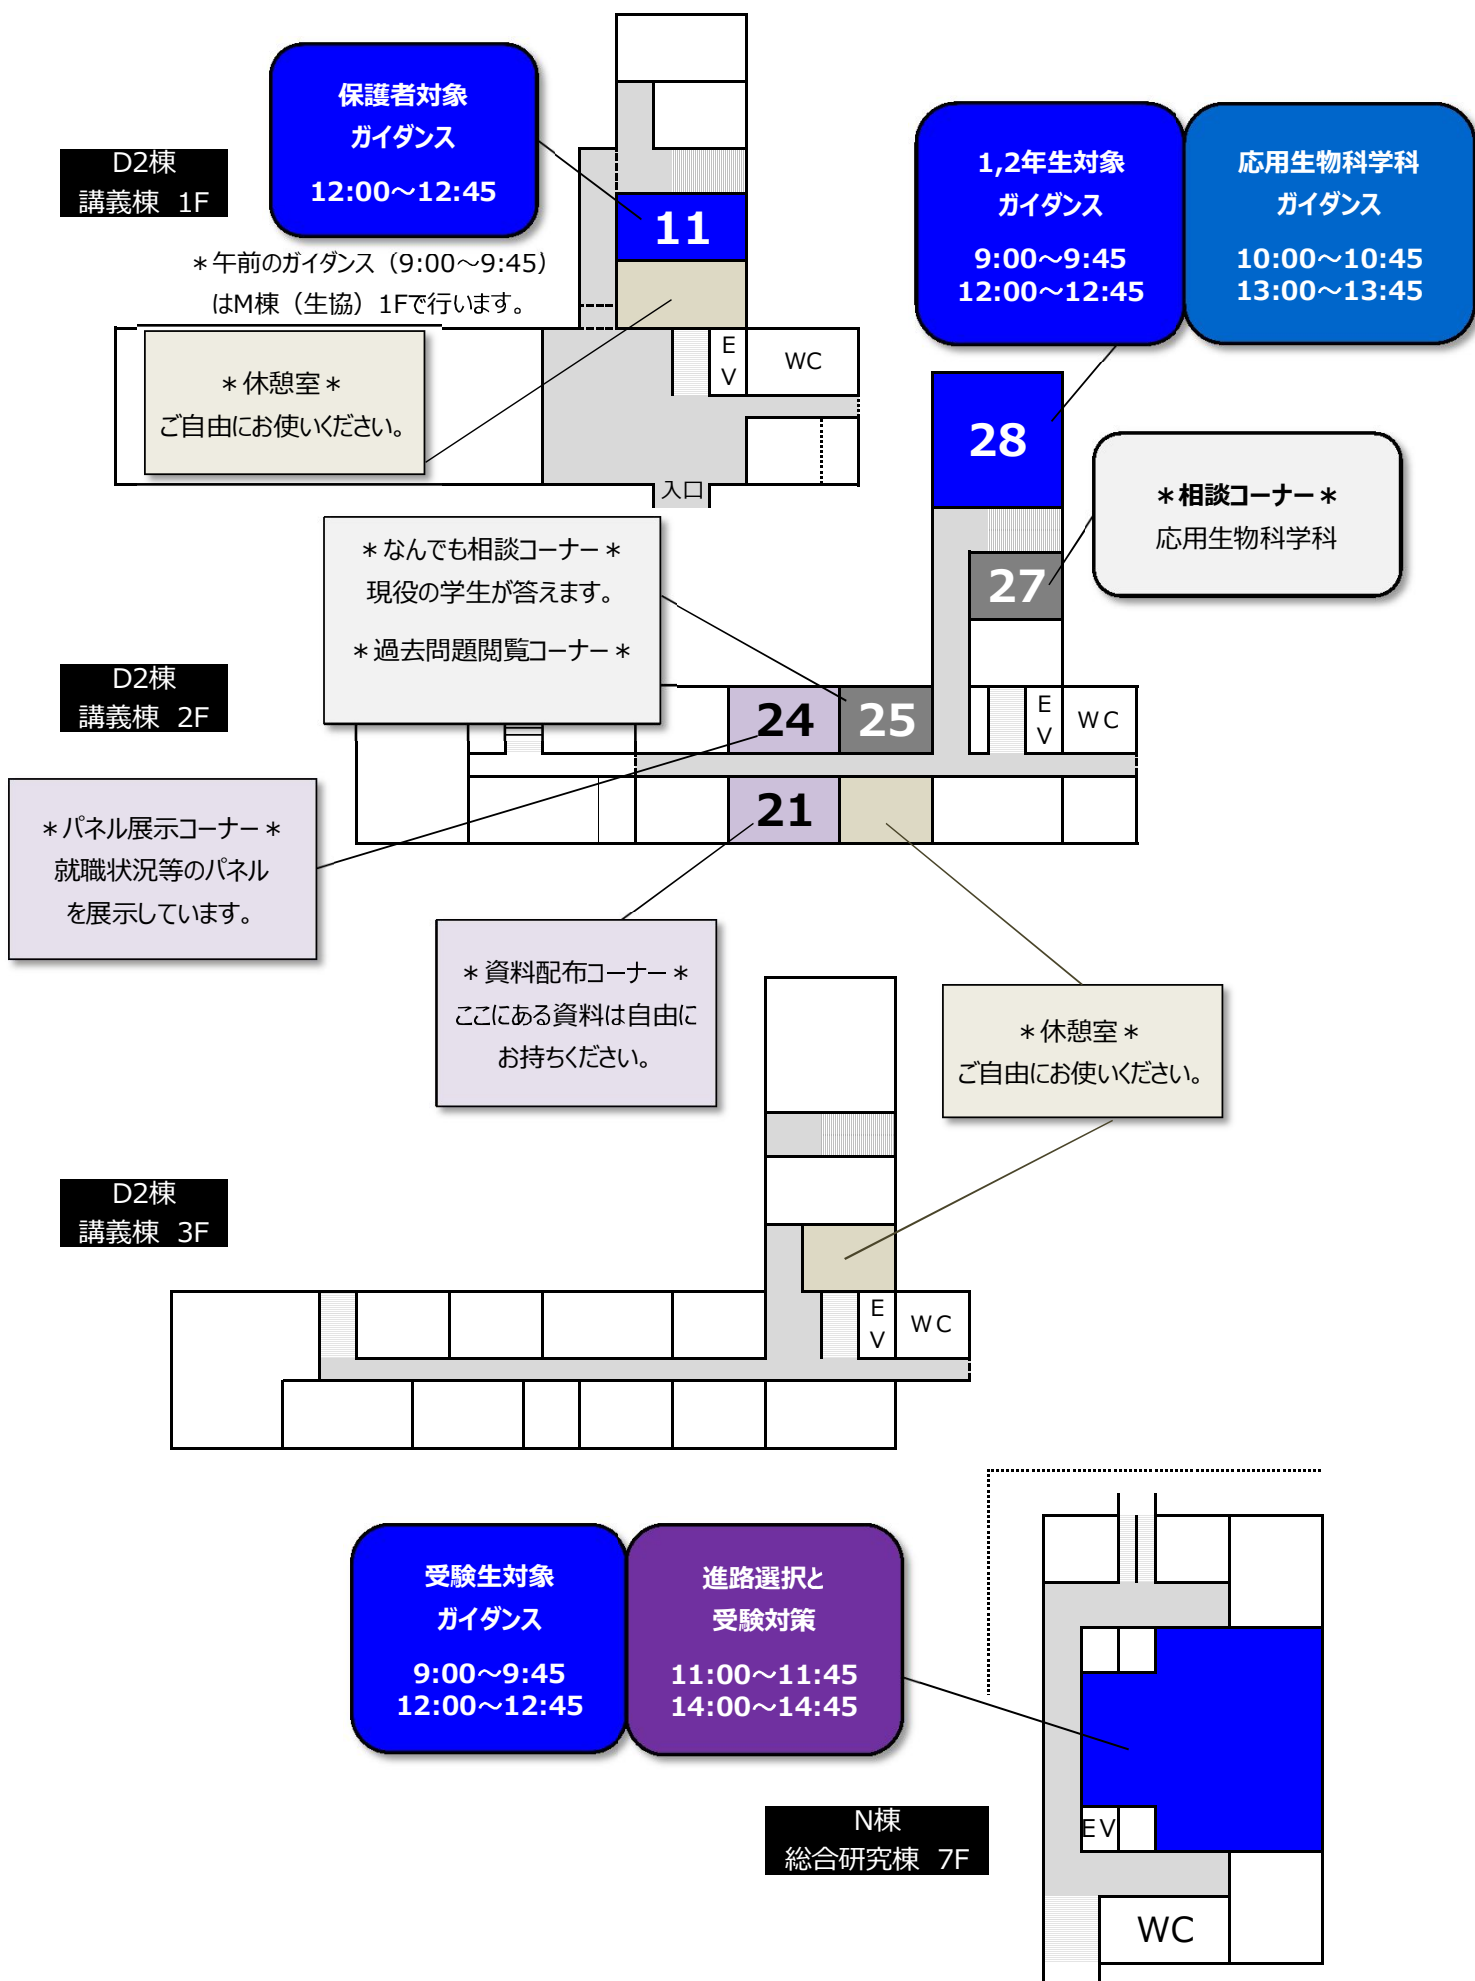 保護者対象
ガイダンス
12:00～12:45
D2棟
講義棟 1F
11
＊午前のガイダンス（9:00～9:45）
はM棟（生協）1Fで行います。
＊休憩室＊
ご自由にお使いください。
E
V
WC
入口
1,2年生対象
ガイダンス
9:00～9:45
12:00～12:45
応用生物科学科
ガイダンス
10:00～10:45
13:00～13:45
28
＊相談コーナー＊
応用生物科学科
27
＊なんでも相談コーナー＊
現役の学生が答えます。
＊過去問題閲覧コーナー＊
D2棟
講義棟 2F
24
25
E
V
WC
21
＊パネル展示コーナー＊
就職状況等のパネル
を展示しています。
＊資料配布コーナー＊
ここにある資料は自由に
お持ちください。
＊休憩室＊
ご自由にお使いください。
D2棟
講義棟 3F
E
V
WC
受験生対象
ガイダンス
9:00～9:45
12:00～12:45
進路選択と
受験対策
11:00～11:45
14:00～14:45
N棟
総合研究棟 7F
EV
WC